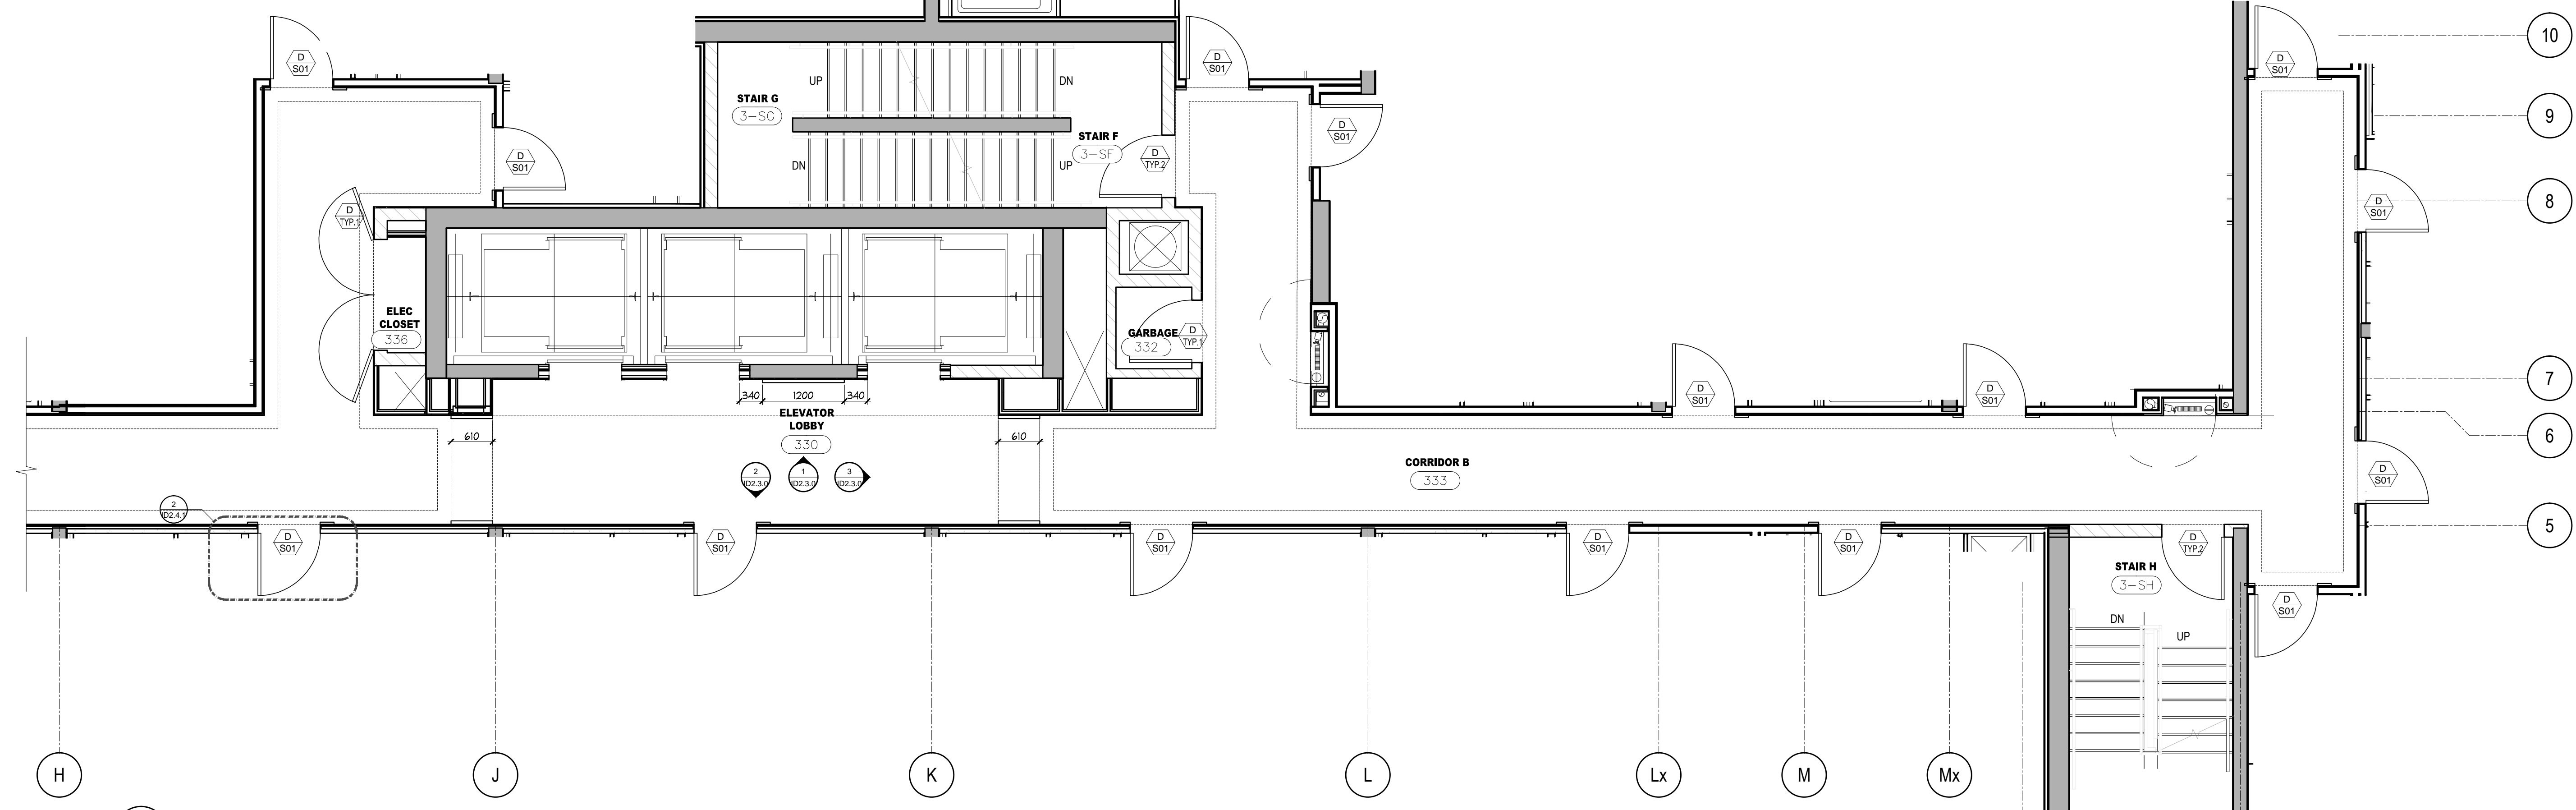 10
D
S01
D
S01
D
S01
UP
DN
STAIR G
3-SG
9
D
S01
STAIR F
3-SF
D
S01
DN
UP
D
TYP.2
8
D
TYP.1
D
S01
ELEC
CLOSET
336
GARBAGE
332
D
TYP.1
7
340
1200
340
D
S01
D
S01
ELEVATOR
LOBBY
330
610
610
6
CORRIDOR B
333
2
ID2.3.0
1
ID2.3.0
3
ID2.3.0
D
S01
2
ID2.4.1
5
D
S01
D
S01
D
S01
D
S01
D
S01
D
TYP.2
STAIR H
3-SH
D
S01
DN
UP
H
J
K
L
Lx
M
Mx